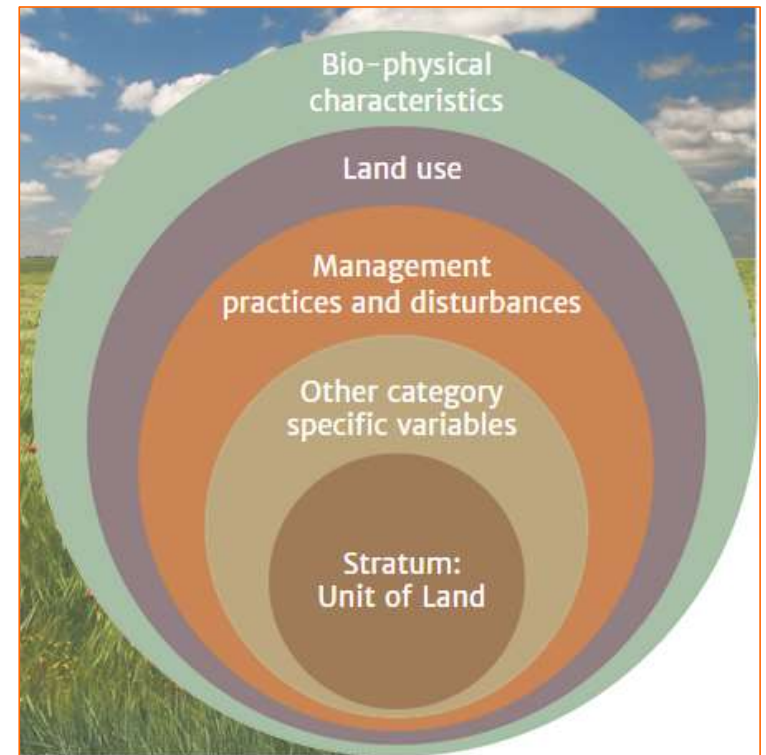 Bio-physical
characteristics
Land use
Management
practices and disturbances
Other category
specific variables
Stratum:
Unit of Land